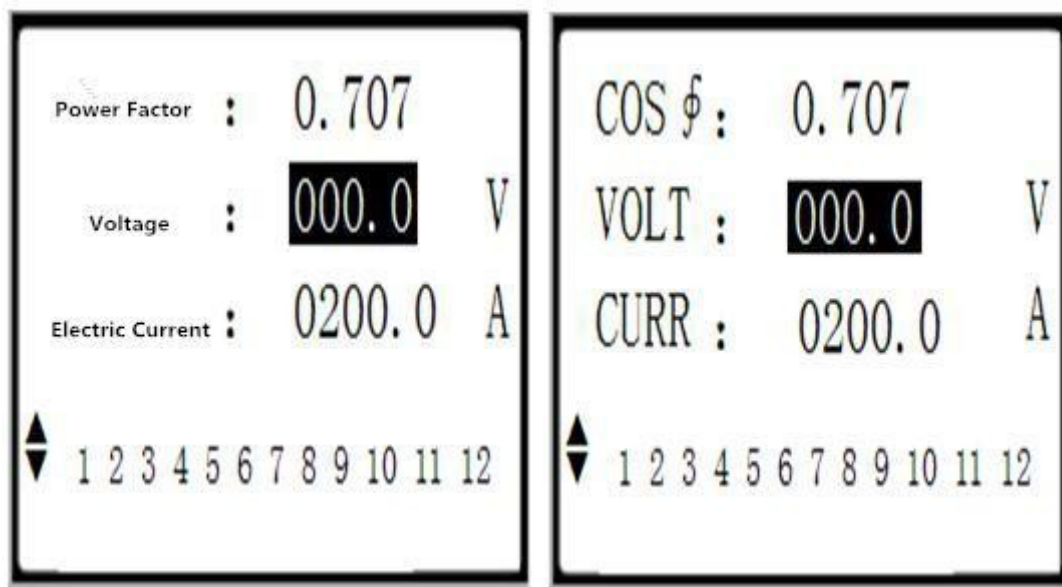 Power Factor : 0.707
Voltage : 000.0 V
Electric Current : 0200.0 A
1 2 3 4 5 6 7 8 9 10 11 12
COS∮: 0.707
VOLT : 000.0 V
CURR : 0200.0 A
1 2 3 4 5 6 7 8 9 10 11 12